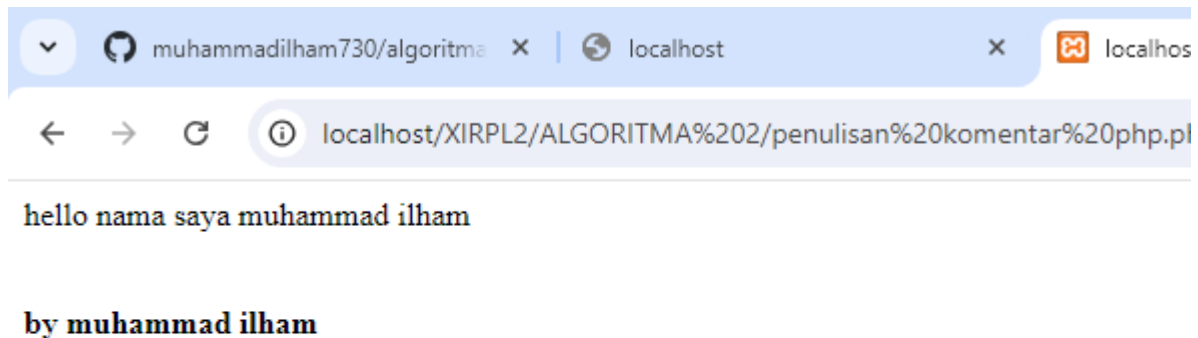 muhammadilham730/algoritma
localhost
localhos
localhost/XIRPL2/ALGORITMA%202/penulisan%20komentar%20php.ph
hello nama saya muhammad ilham
by muhammad ilham